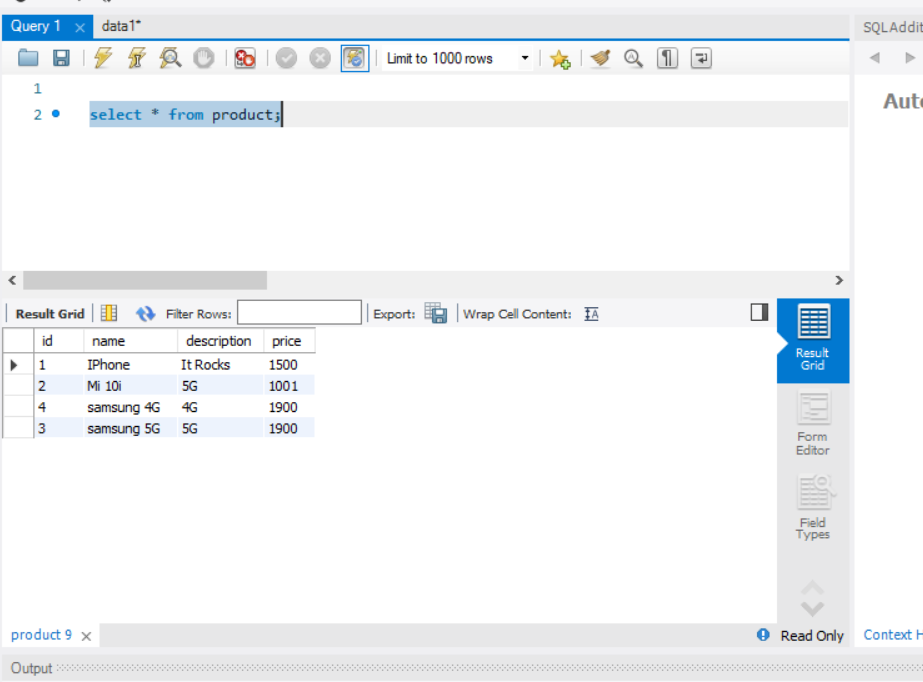 Query 1 × data1* SQLAddit
Limit to 1000 rows
1
Auto
2 select * from product;
Result Grid Filter Rows: Export: Wrap Cell Content:
id name description price
1 IPhone It Rocks 1500
2 Mi 10i 5G 1001
4 samsung 4G 4G 1900
3 samsung 5G 5G 1900
Result
Grid
Form
Editor
Field
Types
product 9 × Read Only Context H
Output